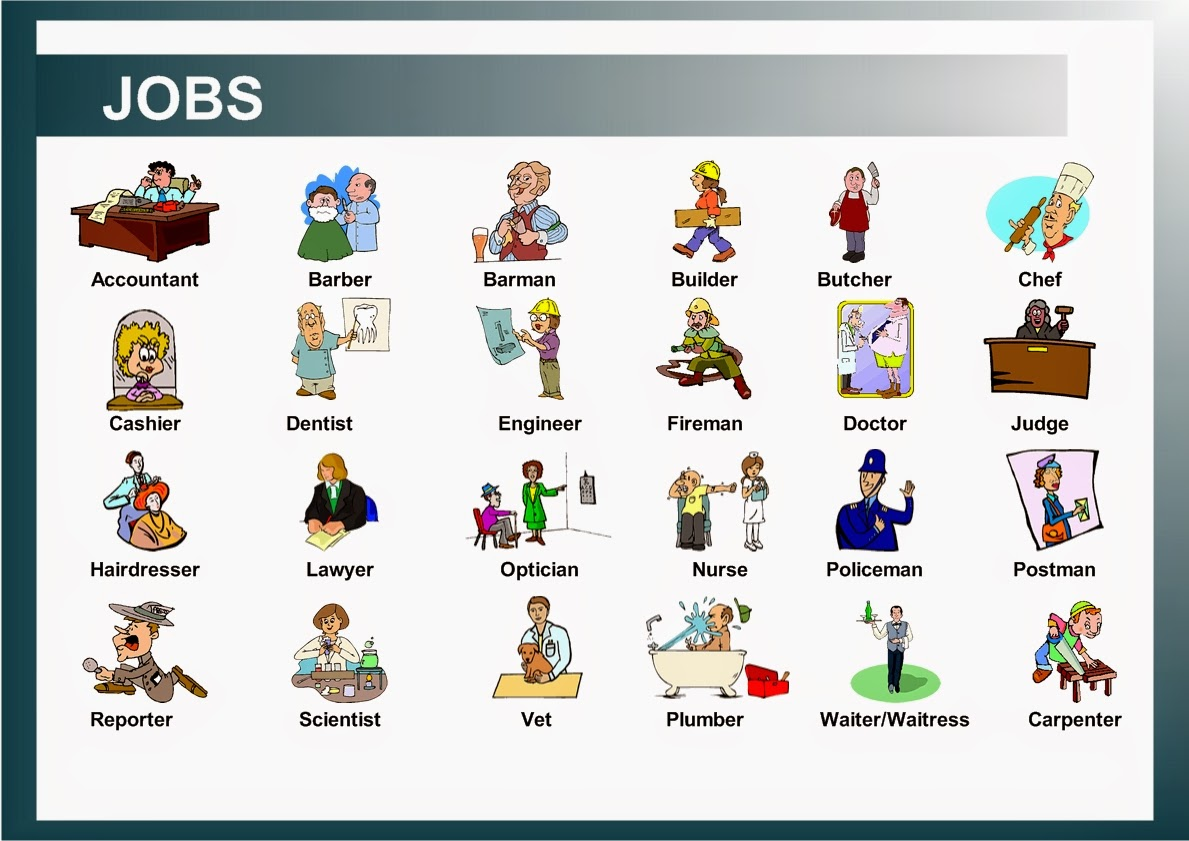 JOBS
Accountant Barber Barman Builder Butcher Chef
Cashier Dentist Engineer Fireman Doctor Judge
Hairdresser Lawyer Optician Nurse Policeman Postman
Reporter Scientist Vet Plumber Waiter/Waitress Carpenter